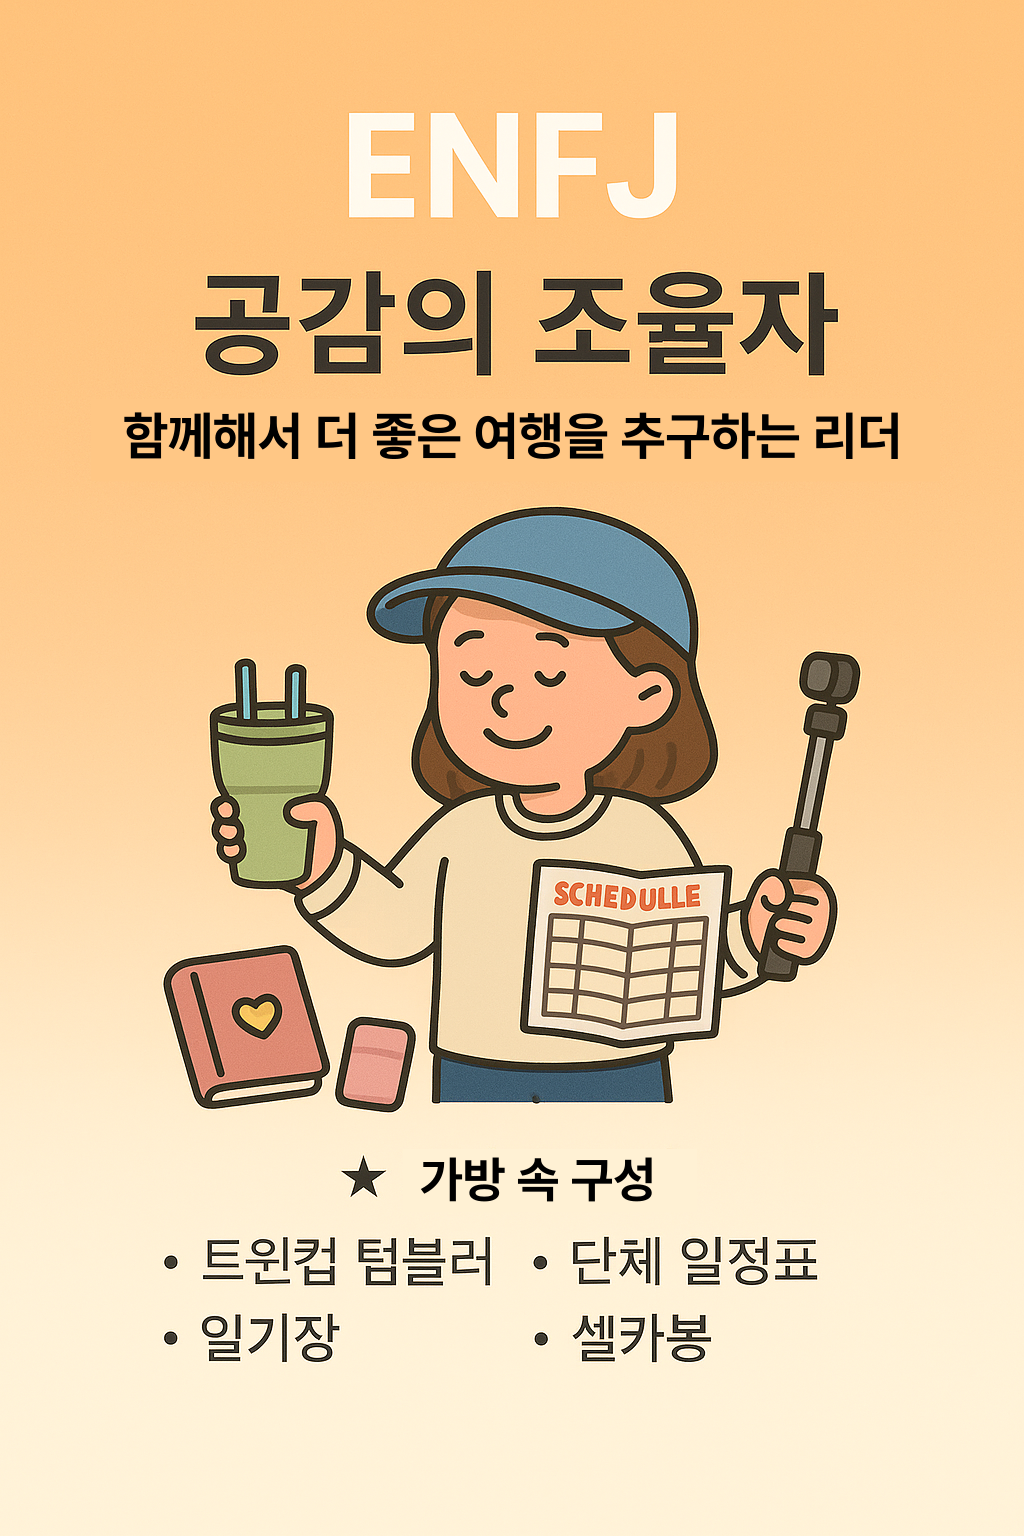 ENFJ
공감의 조율자
함께해서 더 좋은 여행을 추구하는 리더
SCHEDULLE
★ 가방 속 구성
• 트윈컵 텀블러 • 단체 일정표
• 일기장 • 셀카봉